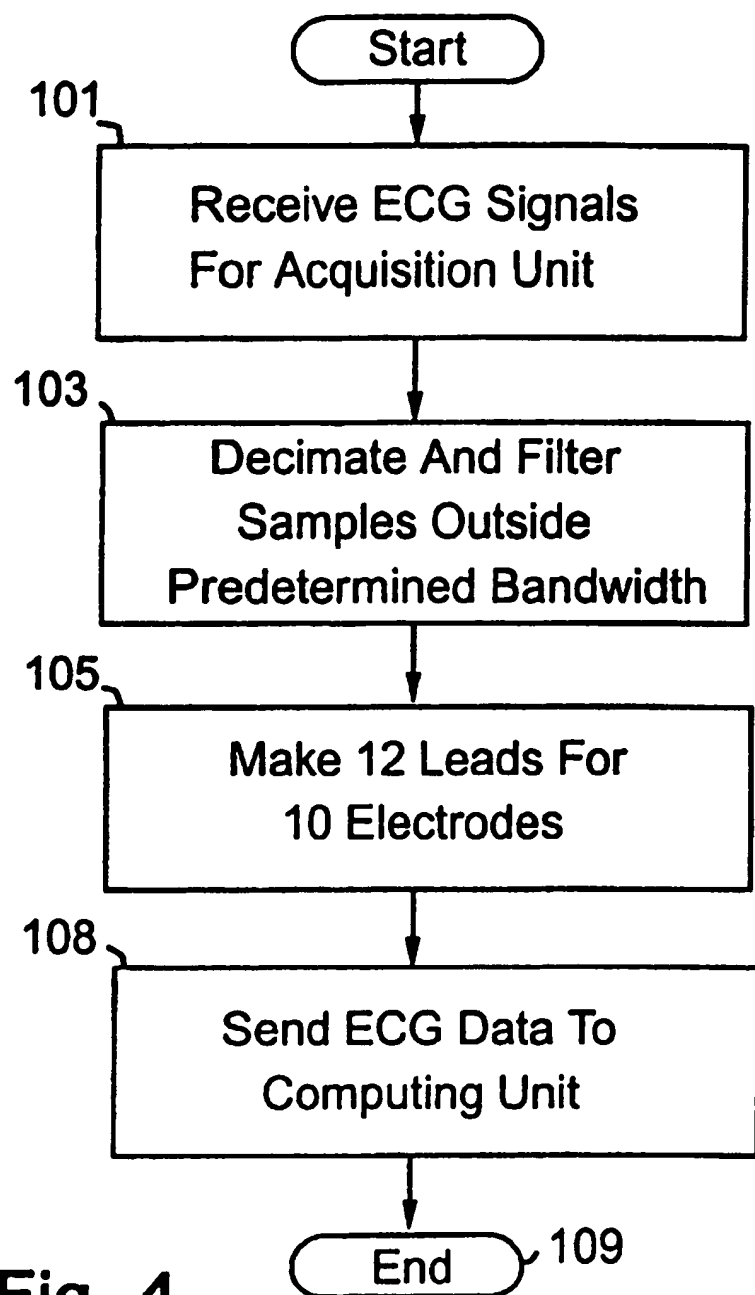 Start
101
Receive ECG Signals
For Acquisition Unit
103
Decimate And Filter
Samples Outside
Predetermined Bandwidth
105
Make 12 Leads For
10 Electrodes
108
Send ECG Data To
Computing Unit
End
109
Fig. 4